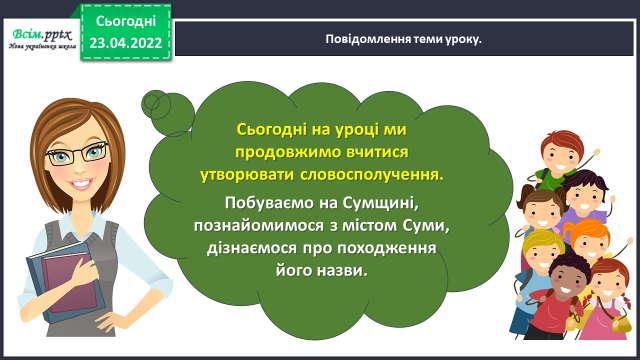 Всім.pptx
Нова українська школа
Сьогодні
23.04.2022
Повідомлення теми уроку.
Сьогодні на уроці ми
продовжимо вчитися
утворювати словосполучення.
Побуваємо на Сумщині,
познайомимося з містом Суми,
дізнаємося про походження
його назви.